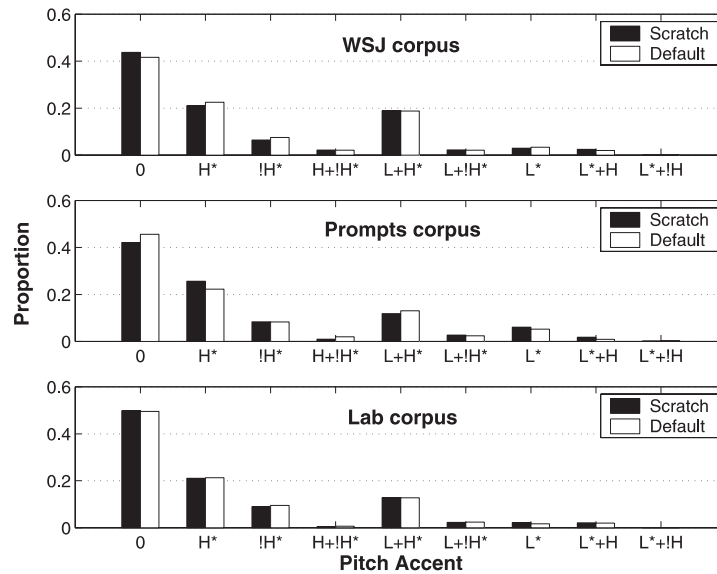 0.6
WSJ corpus
Scratch
Default
0.4
0.2
0
0 H* !H* H+!H* L+H* L+!H* L* L*+H L*+!H
0.6
Prompts corpus
Scratch
Default
0.4
0.2
0
0 H* !H* H+!H* L+H* L+!H* L* L*+H L*+!H
Proportion
0.6
Lab corpus
Scratch
Default
0.4
0.2
0
0 H* !H* H+!H* L+H* L+!H* L* L*+H L*+!H
Pitch Accent